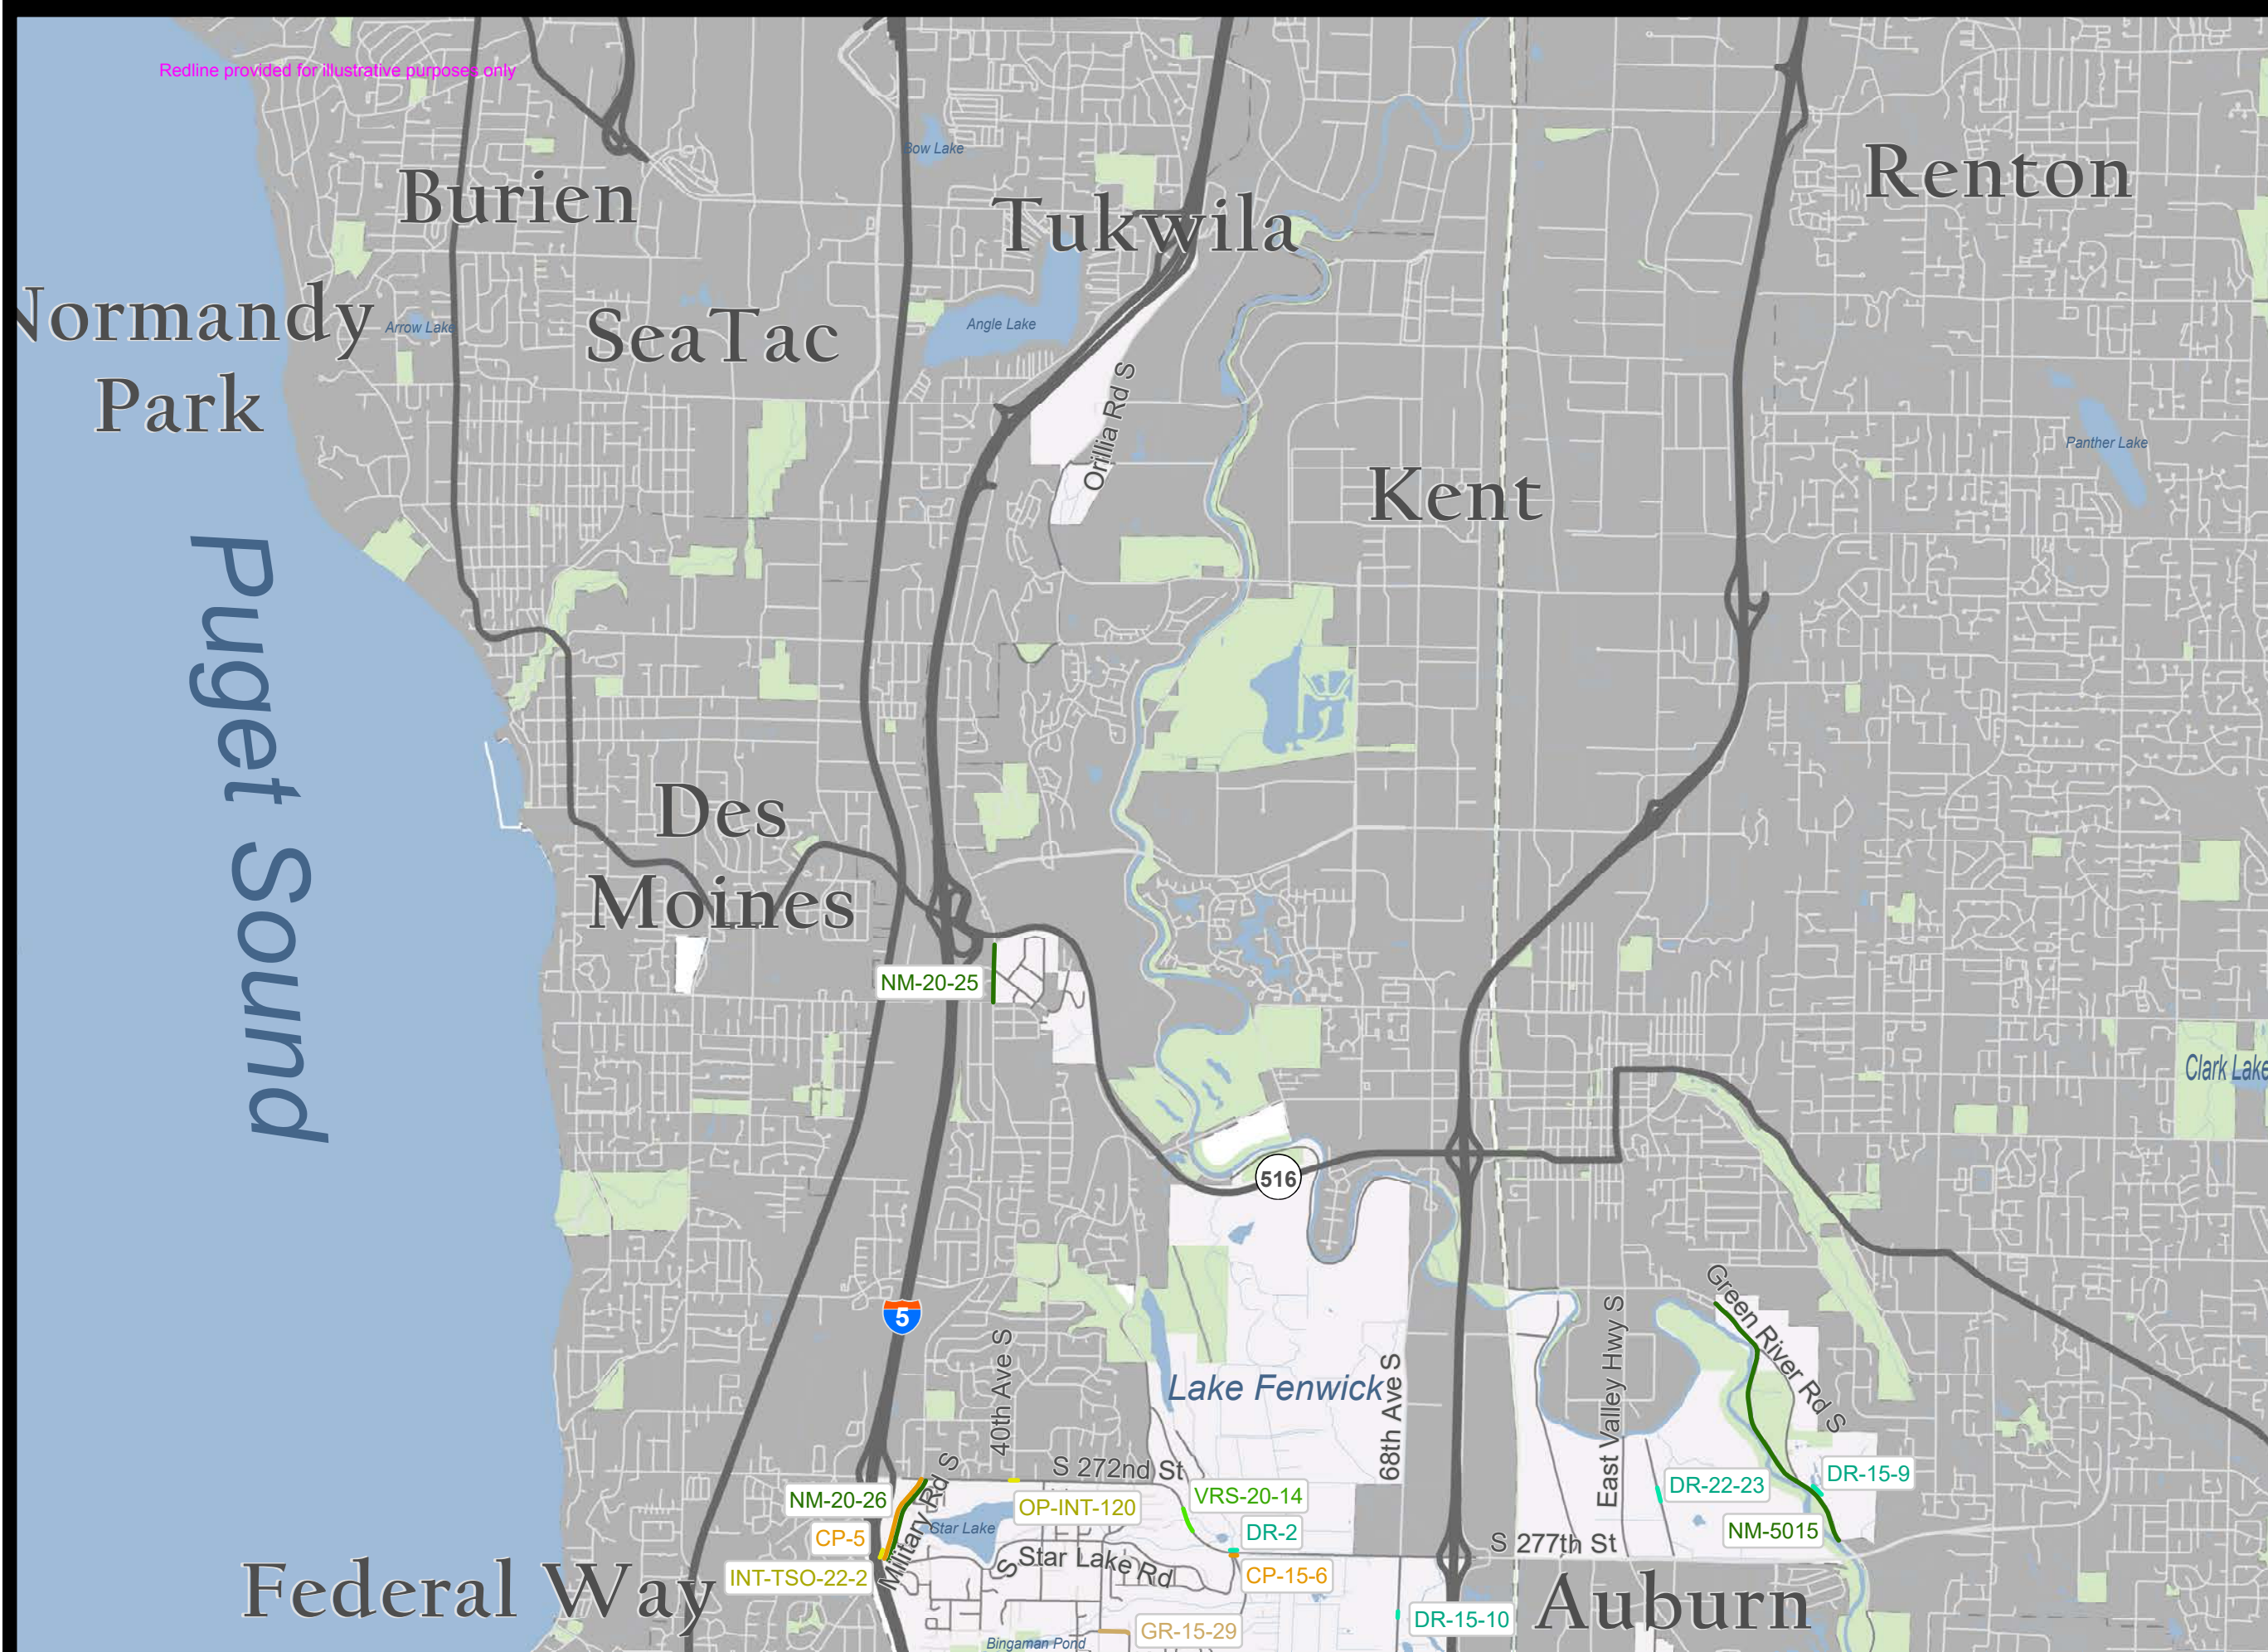 Redline provided for illustrative purposes only
Bow Lake
Burien
Renton
Tukwila
Normandy
Park
Arrow Lake
SeaTac
Angle Lake
Orillia Rd S
Panther Lake
Kent
Puget Sound
Des
Moines
NM-20-25
Clark Lake
516
5
Green River Rd S
East Valley Hwy S
40th Ave S
68th Ave S
Lake Fenwick
S 272nd St
NM-20-26
Military Rd S
OP-INT-120
VRS-20-14
DR-22-23
DR-15-9
CP-5
Star Lake
DR-2
NM-5015
S 277th St
INT-TSO-22-2
S Star Lake Rd
CP-15-6
Federal Way
Auburn
DR-15-10
GR-15-29
Bingaman Pond